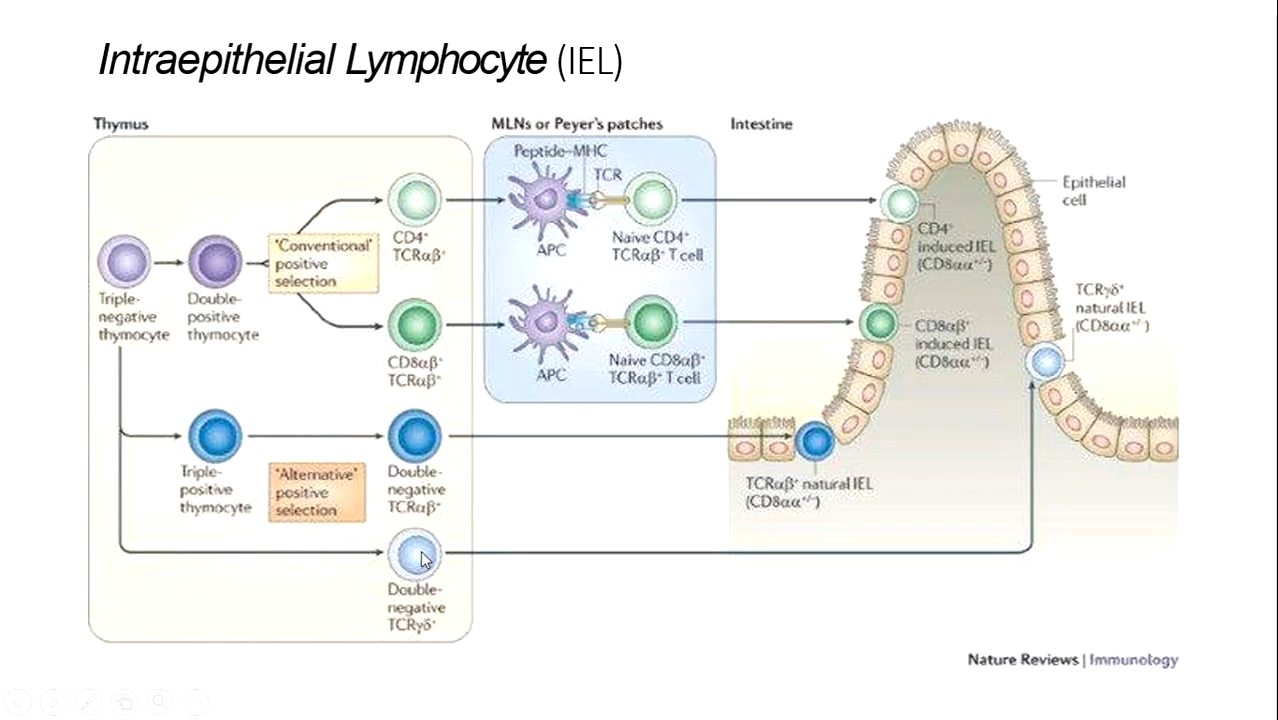 Intraepithelial Lymphocyte (IEL)
Thymus
MLNs or Peyer's patches
Intestine
Peptide–MHC
TCR
APC
Naive CD4⁺
TCRαβ⁺ T cell
CD4⁺
TCRαβ⁺
"Conventional"
positive
selection
Triple-
negative
thymocyte
Double-
positive
thymocyte
CD8αβ⁺
TCRαβ⁺
APC
Naive CD8αβ⁺
TCRαβ⁺ T cell
Epithelial
cell
CD4⁺
induced IEL
(CD8αα⁺/⁻)
TCRγδ⁺
natural IEL
(CD8αα⁺/⁻)
CD8αβ⁺
induced IEL
(CD8αα⁺/⁻)
Triple-
positive
thymocyte
"Alternative"
positive
selection
Double-
negative
TCRαβ⁺
TCRαβ⁺ natural IEL
(CD8αα⁺/⁻)
Double-
negative
TCRγδ⁺
Nature Reviews | Immunology